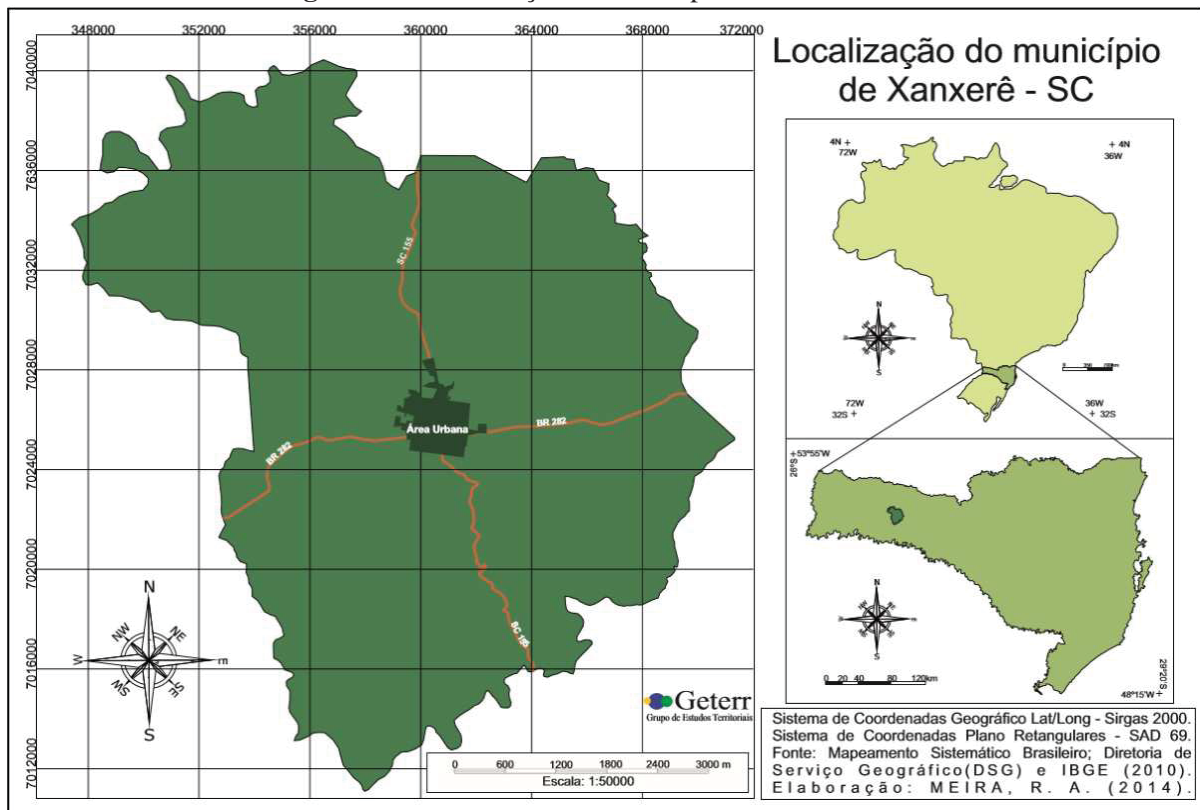 348000 352000 356000 360000 364000 368000 372000
7040000
7636000
7032000
7028000
7024000
7020000
7016000
7012000
SC 155
Área Urbana
BR 282
BR 282
SC 155
N
NW NE
W
SW SE
S
Geterr
Grupo de Estudos Territoriais
0 600 1200 1800 2400 3000 m
Escala: 1:50000
Localização do município
de Xanxerê - SC
4N
72W
4N
36W
N
S
72W
32S
36W
32S
26°S
53°55'W
N
S
0 20 40 80 120km
29°20'S
48°15'W
Sistema de Coordenadas Geográfico Lat/Long - Sirgas 2000.
Sistema de Coordenadas Plano Retangulares - SAD 69.
Fonte: Mapeamento Sistemático Brasileiro; Diretoria de
Serviço Geográfico(DSG) e IBGE (2010).
Elaboração: MEIRA, R. A. (2014).